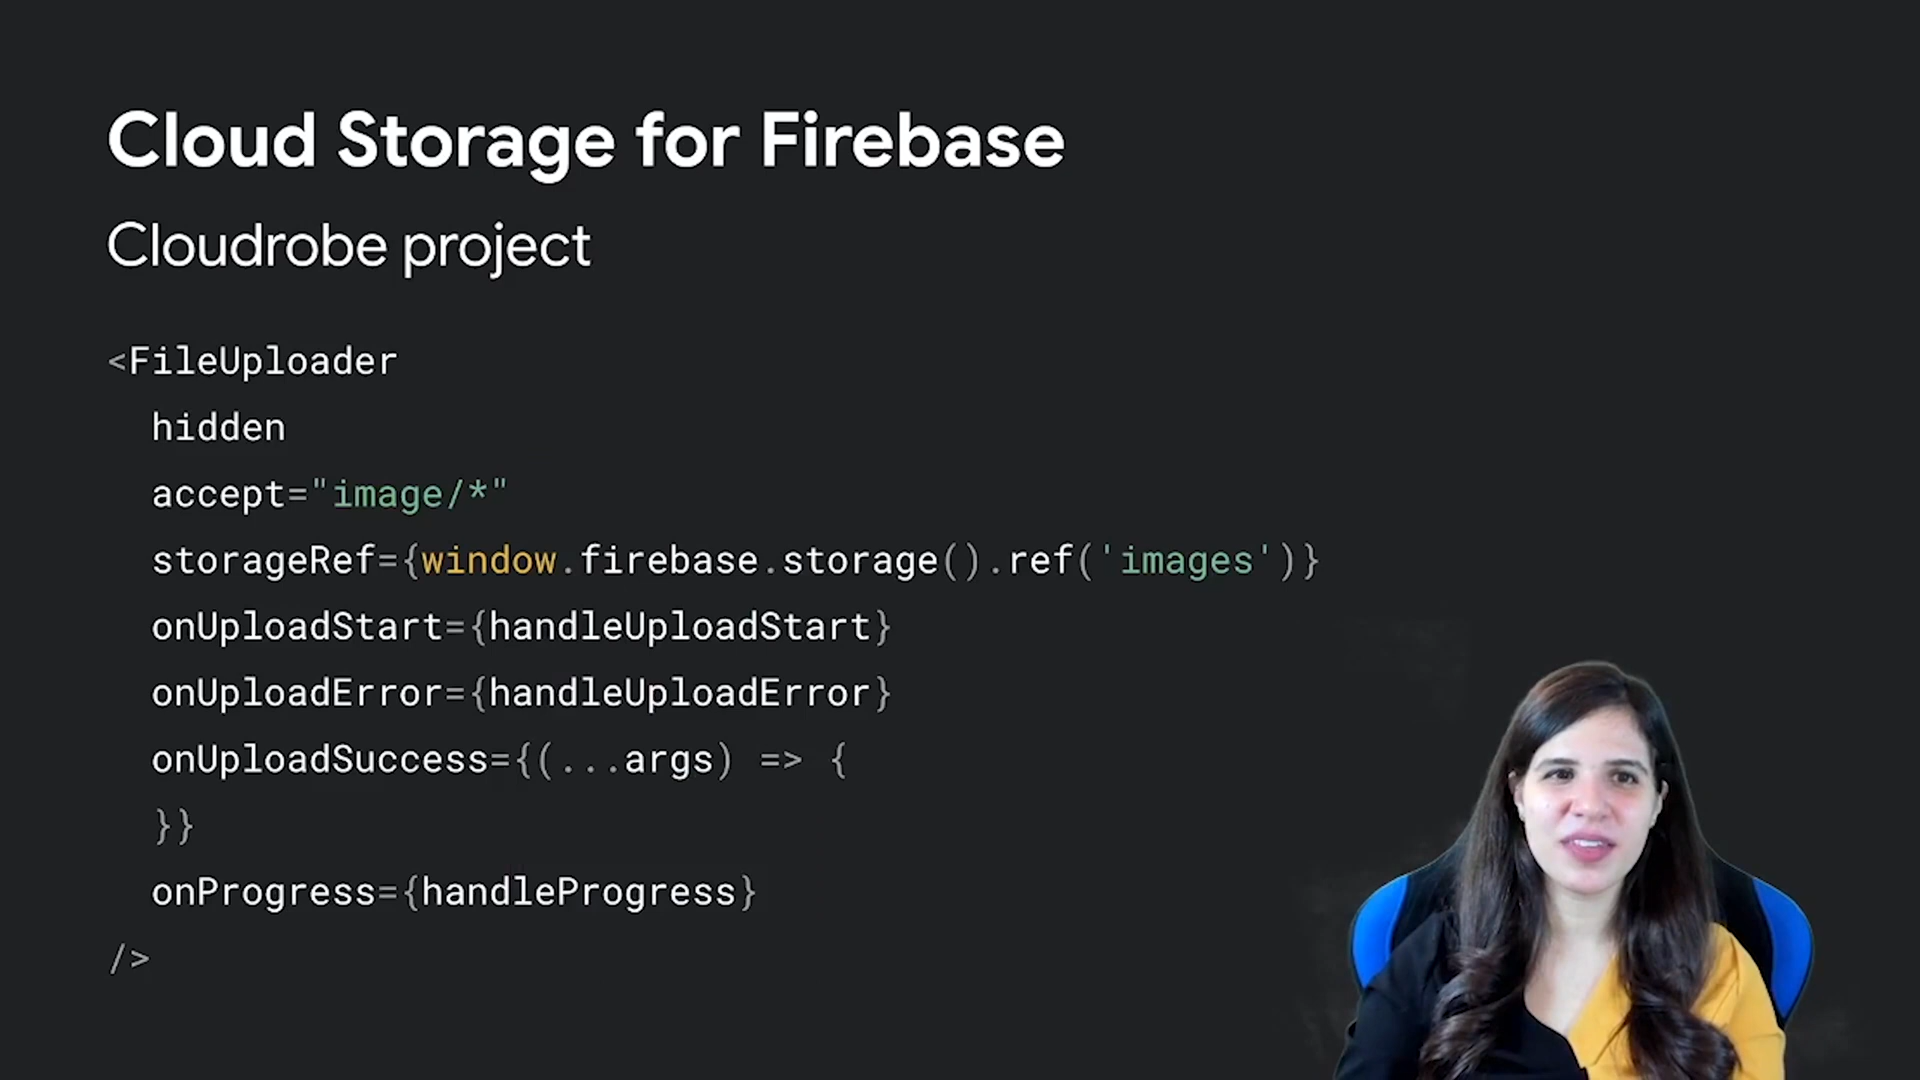 Cloud Storage for Firebase
Cloudrobe project
<FileUploader
  hidden
  accept="image/*"
  storageRef={window.firebase.storage().ref('images')}
  onUploadStart={handleUploadStart}
  onUploadError={handleUploadError}
  onUploadSuccess={(...args) => {
  }}
  onProgress={handleProgress}
/>